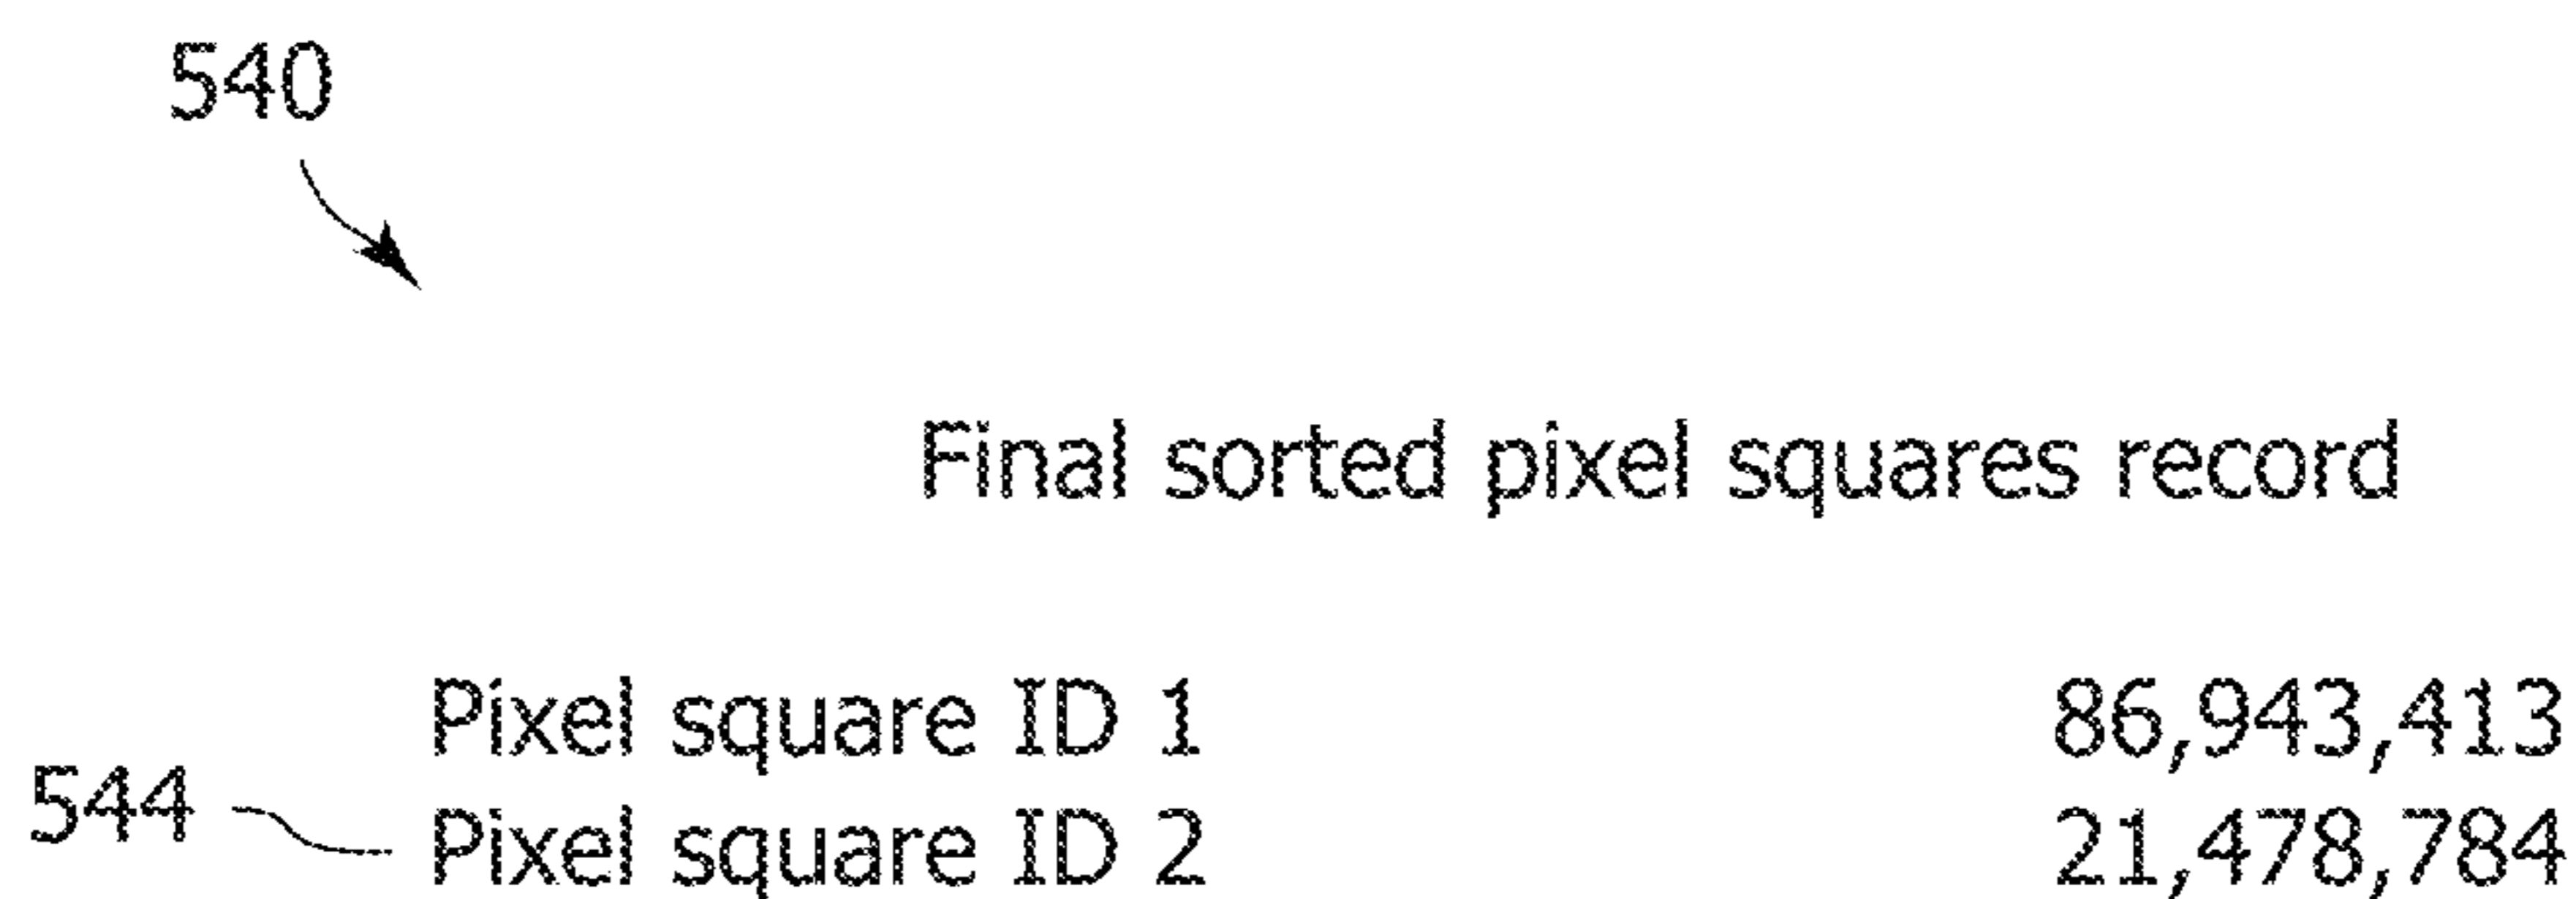 540
Final sorted pixel squares record
Pixel square ID 1 86,943,413
544 Pixel square ID 2 21,478,784